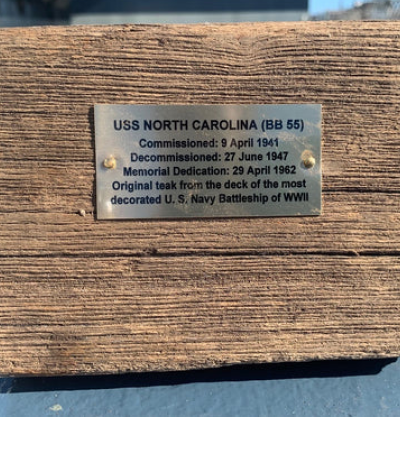 USS NORTH CAROLINA (BB 55)
Commissioned: 9 April 1941
Decommissioned: 27 June 1947
Memorial Dedication: 29 April 1962
Original teak from the deck of the most
decorated U. S. Navy Battleship of WWII